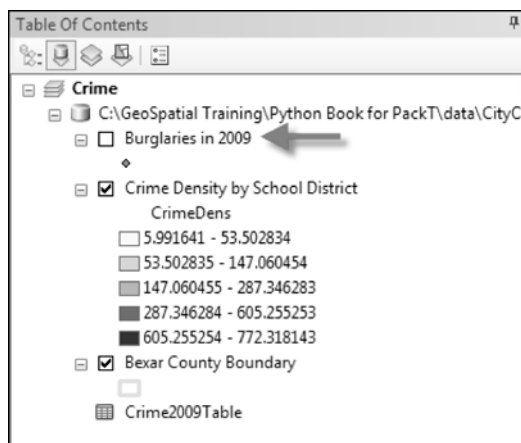 Table Of Contents
Crime
C:\GeoSpatial Training\Python Book for PackT\data\CityC
Burglaries in 2009
Crime Density by School District
CrimeDens
5.991641 - 53.502834
53.502835 - 147.060454
147.060455 - 287.346283
287.346284 - 605.255253
605.255254 - 772.318143
Bexar County Boundary
Crime2009Table